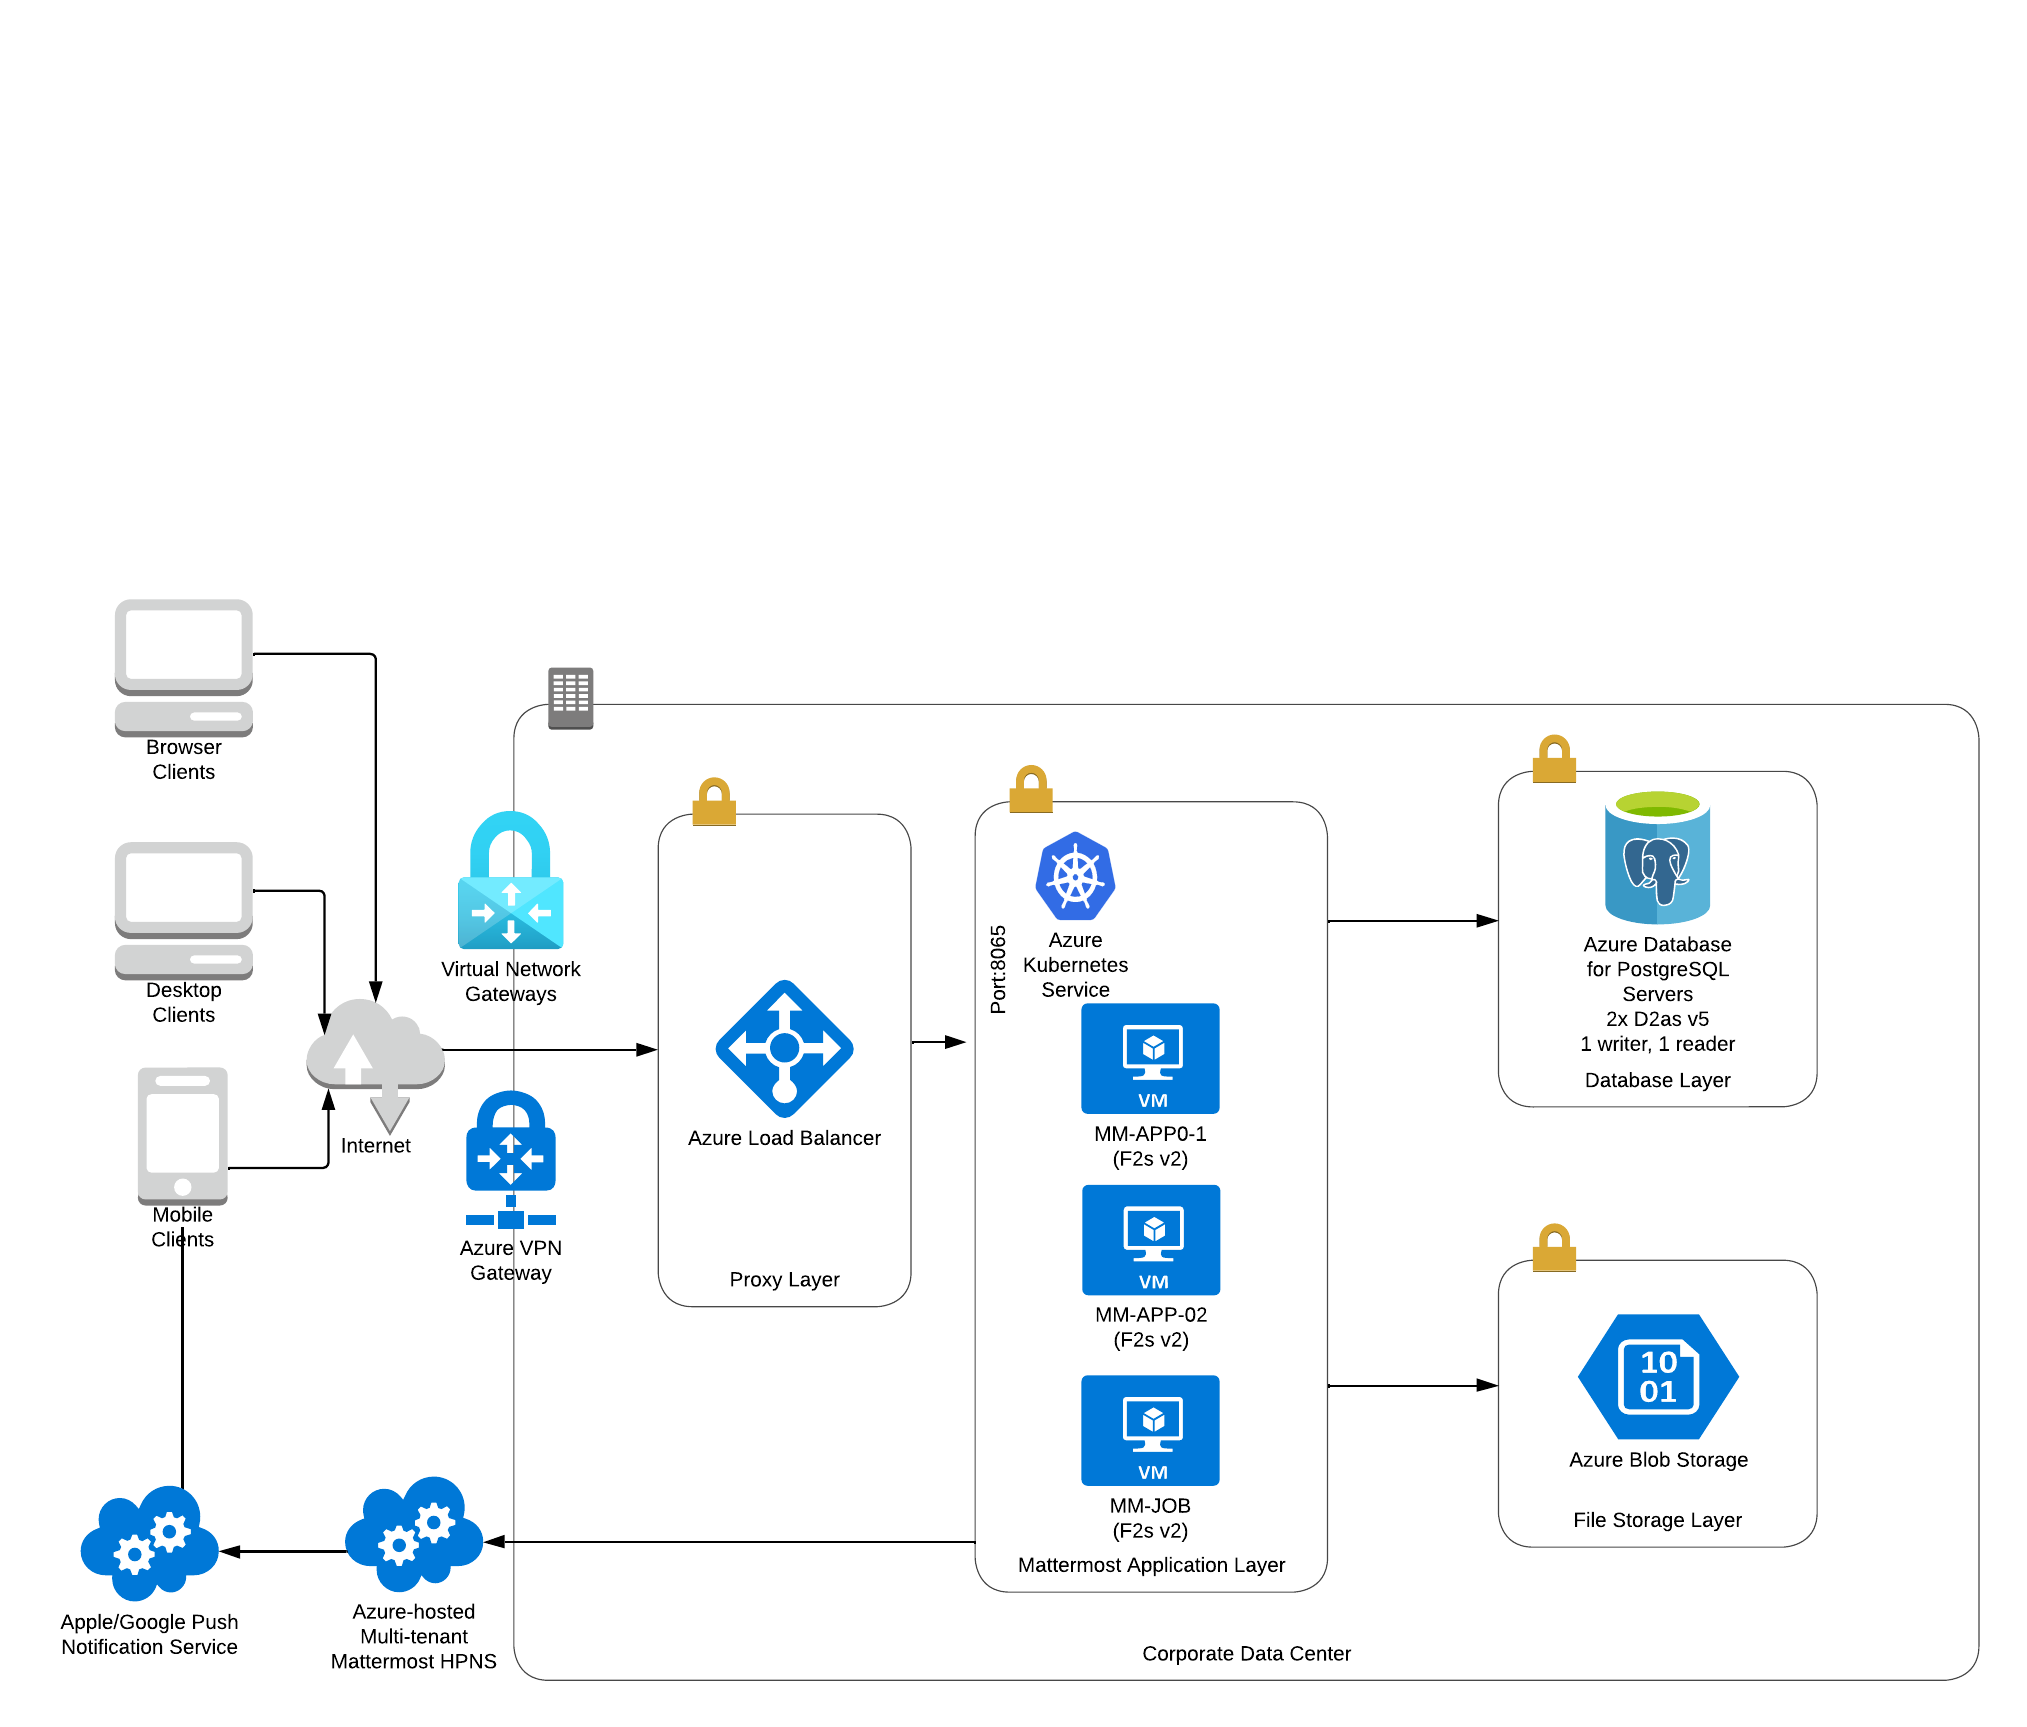 Browser
Clients
Desktop
Clients
Internet
Mobile
Clients
Virtual Network
Gateways
Azure VPN
Gateway
Azure Load Balancer
Proxy Layer
Port:8065
Azure
Kubernetes
Service
VM
MM-APP0-1
(F2s v2)
VM
MM-APP-02
(F2s v2)
VM
MM-JOB
(F2s v2)
Mattermost Application Layer
Azure Database
for PostgreSQL
Servers
2x D2as v5
1 writer, 1 reader
Database Layer
10
01
Azure Blob Storage
File Storage Layer
Apple/Google Push
Notification Service
Azure-hosted
Multi-tenant
Mattermost HPNS
Corporate Data Center